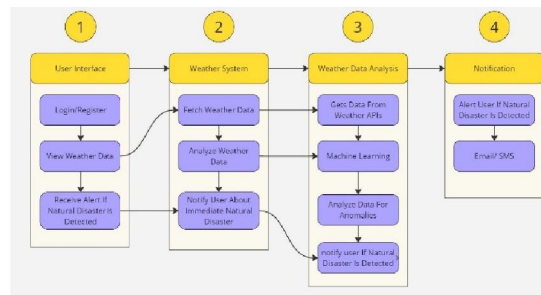 1
2
3
4
User Interface
Weather System
Weather Data Analysis
Notification
Login/Register
View Weather Data
Receive Alert If
Natural Disaster Is
Detected
Fetch Weather Data
Analyze Weather
Data
Notify User About
Immediate Natural
Disaster
Gets Data From
Weather APIs
Machine Learning
Analyze Data For
Anomalies
notify user If Natural
Disaster Is Detected
Alert User If Natural
Disaster Is Detected
Email/ SMS